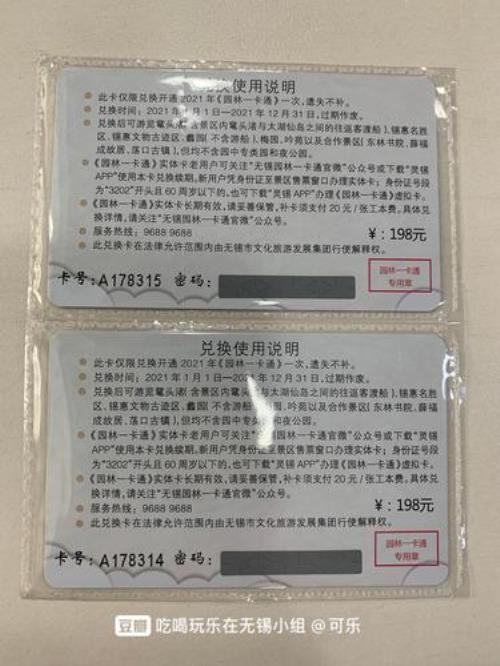 兑换使用说明
此卡仅限兑换开通2021年《园林一卡通》一次,遗失不补。
兑换时间:2021年1月1日—2021年12月31日,过期作废。
兑换后可游览鼋头渚(含景区内鼋头渚与太湖仙岛之间的往返客渡船)、锡惠名胜
区、锡惠文物古迹区、蠡园(不含游船)、梅园、吟苑以及合作景区(东林书院、薛福
成故居、荡口古镇),但均不含园中专类园和夜公园。
《园林一卡通》实体卡老用户可关注“无锡园林一卡通官微”公众号或下载“灵锡
APP”使用本卡兑换续期。新用户凭身份证至景区售票窗口办理实体卡;身份证号段
为“3202”开头且60周岁以下的,也可下载“灵锡APP”办理《园林一卡通》虚拟卡。
《园林一卡通》实体卡长期有效,请妥善保管,补卡须支付20元/张工本费。具体兑
换详情,请关注“无锡园林一卡通官微”公众号。
服务热线:9688 9688
¥:198元
此兑换卡在法律允许范围内由无锡市文化旅游发展集团行使解释权。
园林一卡通
专用章
卡号:A178315 密码:
兑换使用说明
此卡仅限兑换开通2021年《园林一卡通》一次,遗失不补。
兑换时间:2021年1月1日—2021年12月31日,过期作废。
兑换后可游览鼋头渚(含景区内鼋头渚与太湖仙岛之间的往返客渡船)、锡惠名胜
区、锡惠文物古迹区、蠡园(不含游船)、梅园、吟苑以及合作景区(东林书院、薛福
成故居、荡口古镇),但均不含园中专类园和夜公园。
《园林一卡通》实体卡老用户可关注“无锡园林一卡通官微”公众号或下载“灵锡
APP”使用本卡兑换续期。新用户凭身份证至景区售票窗口办理实体卡;身份证号段
为“3202”开头且60周岁以下的,也可下载“灵锡APP”办理《园林一卡通》虚拟卡。
《园林一卡通》实体卡长期有效,请妥善保管,补卡须支付20元/张工本费。具体兑
换详情,请关注“无锡园林一卡通官微”公众号。
服务热线:9688 9688
¥:198元
此兑换卡在法律允许范围内由无锡市文化旅游发展集团行使解释权。
园林一卡通
专用章
卡号:A178314 密码:
豆瓣 吃喝玩乐在无锡小组 @可乐